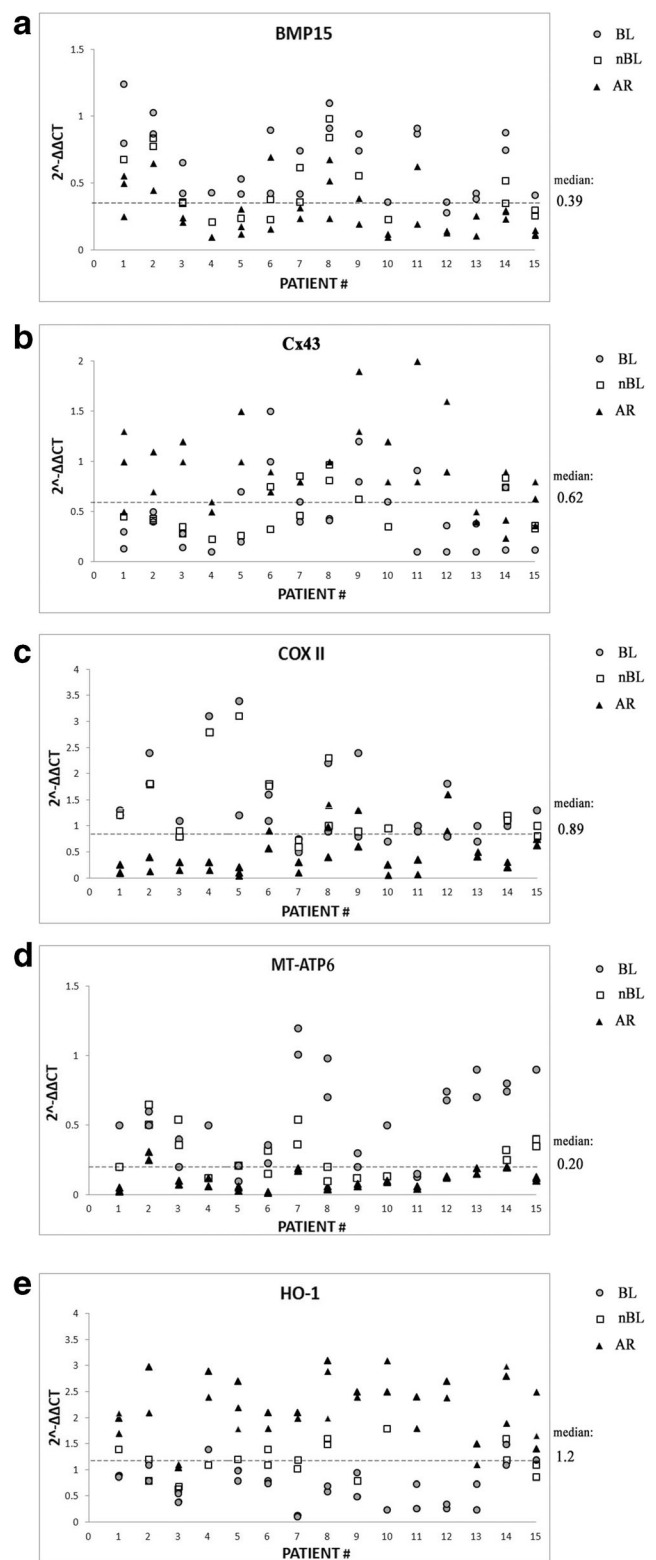 a
BMP15
BL
nBL
AR
1.5
1
0.5
0
2^-ΔΔCT
0 1 2 3 4 5 6 7 8 9 10 11 12 13 14 15
PATIENT #
median:
0.39
b
Cx43
BL
nBL
AR
2
1.5
1
0.5
0
2^-ΔΔCT
0 1 2 3 4 5 6 7 8 9 10 11 12 13 14 15
PATIENT #
median:
0.62
c
COX II
BL
nBL
AR
4
3.5
3
2.5
2
1.5
1
0.5
0
2^-ΔΔCT
0 1 2 3 4 5 6 7 8 9 10 11 12 13 14 15
PATIENT #
median:
0.89
d
MT-ATP6
BL
nBL
AR
1.5
1
0.5
0
2^-ΔΔCT
0 1 2 3 4 5 6 7 8 9 10 11 12 13 14 15
PATIENT #
median:
0.20
e
HO-1
BL
nBL
AR
4
3.5
3
2.5
2
1.5
1
0.5
0
2^-ΔΔCT
0 1 2 3 4 5 6 7 8 9 10 11 12 13 14 15
PATIENT #
median:
1.2